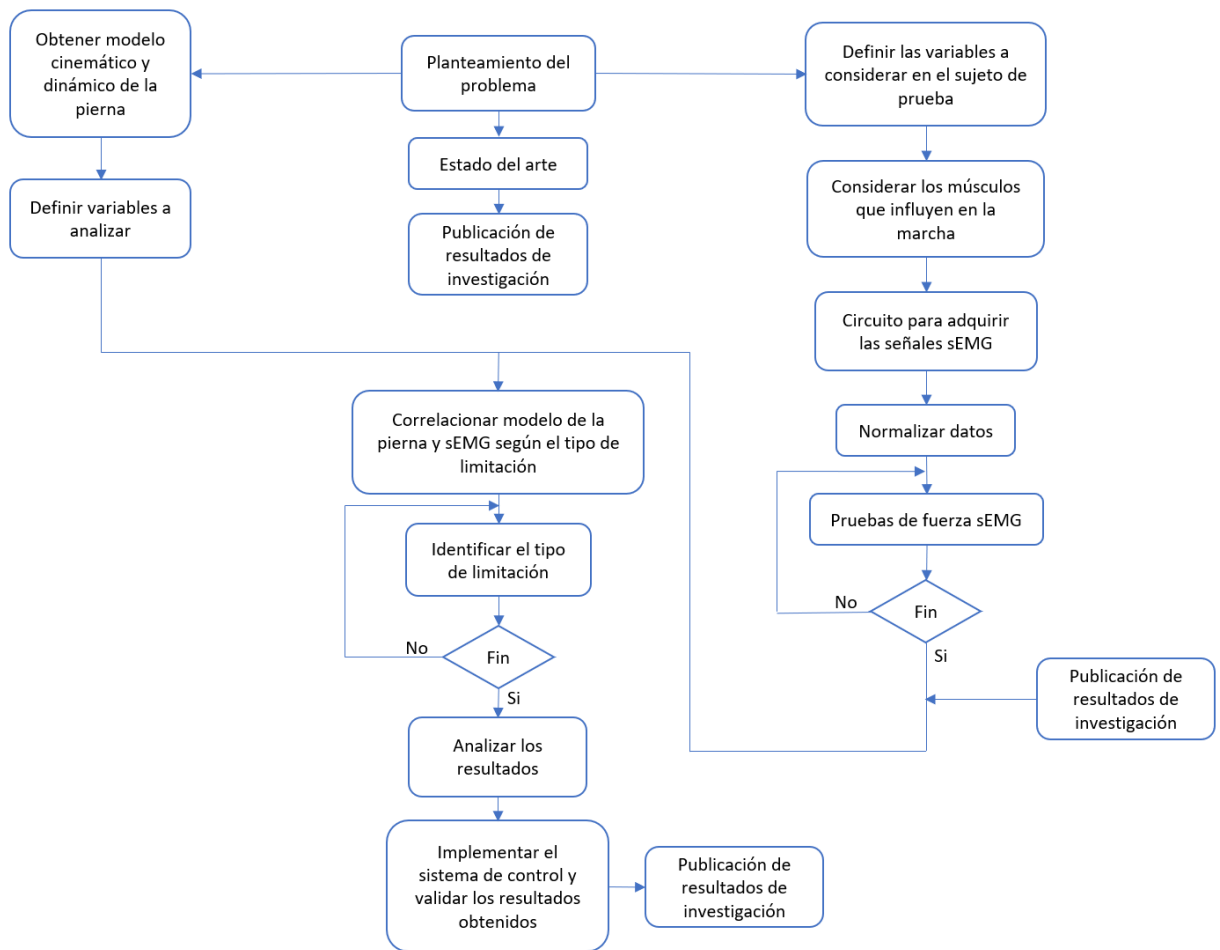 Obtener modelo
cinemático y
dinámico de la
pierna
Planteamiento del
problema
Definir las variables a
considerar en el sujeto de
prueba
Estado del arte
Definir variables a
analizar
Considerar los músculos
que influyen en la
marcha
Publicación de
resultados de
investigación
Circuito para adquirir
las señales sEMG
Correlacionar modelo de la
pierna y sEMG según el tipo de
limitación
Normalizar datos
Pruebas de fuerza sEMG
Identificar el tipo
de limitación
No
Fin
Si
No
Fin
Si
Publicación de
resultados de
investigación
Analizar los
resultados
Implementar el
sistema de control y
validar los resultados
obtenidos
Publicación de
resultados de
investigación